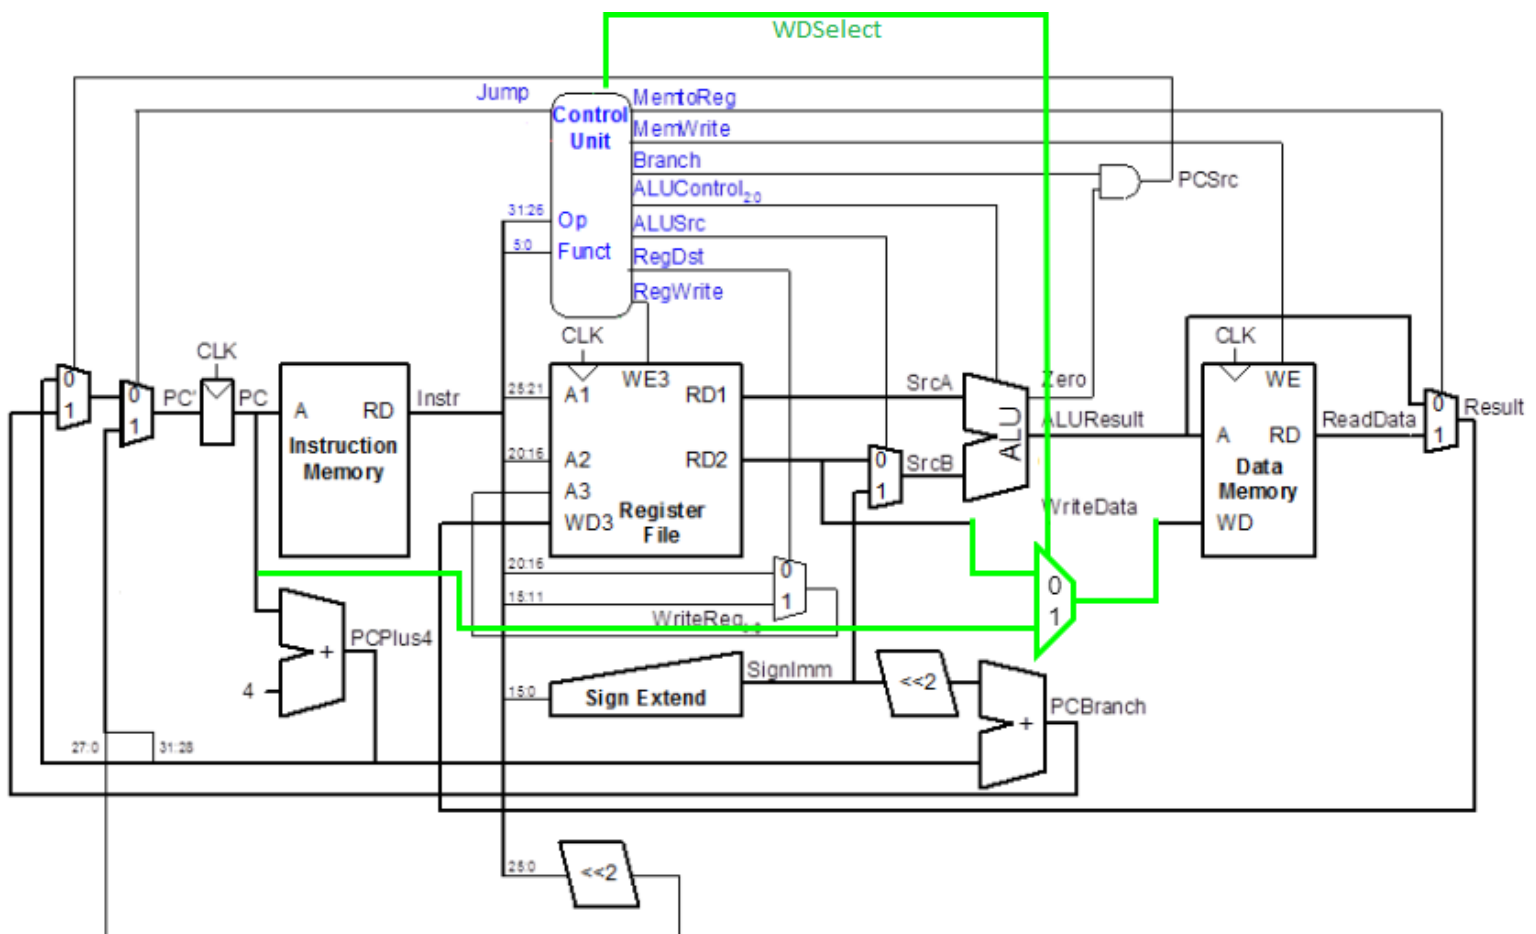 WDSelect
Jump
MemtoReg
Control
Unit
MemWrite
Branch
PCSrc
ALUControl2:0
31:26
Op
ALUSrc
5:0
Funct
RegDst
RegWrite
CLK
CLK
CLK
0
1
0
1
PC'
PC
A
RD
Instruction
Memory
Instr
25:21
A1
WE3
RD1
SrcA
Zero
WE
ALU
ALUResult
A
RD
ReadData
0
1
Result
20:16
A2
RD2
0
1
SrcB
Data
Memory
A3
WD3
Register
File
WriteData
WD
20:16
0
15:11
1
WriteReg
0
1
PCPlus4
+
4
15:0
Sign Extend
SignImm
<<2
PCBranch
+
27:0
31:28
25:0
<<2